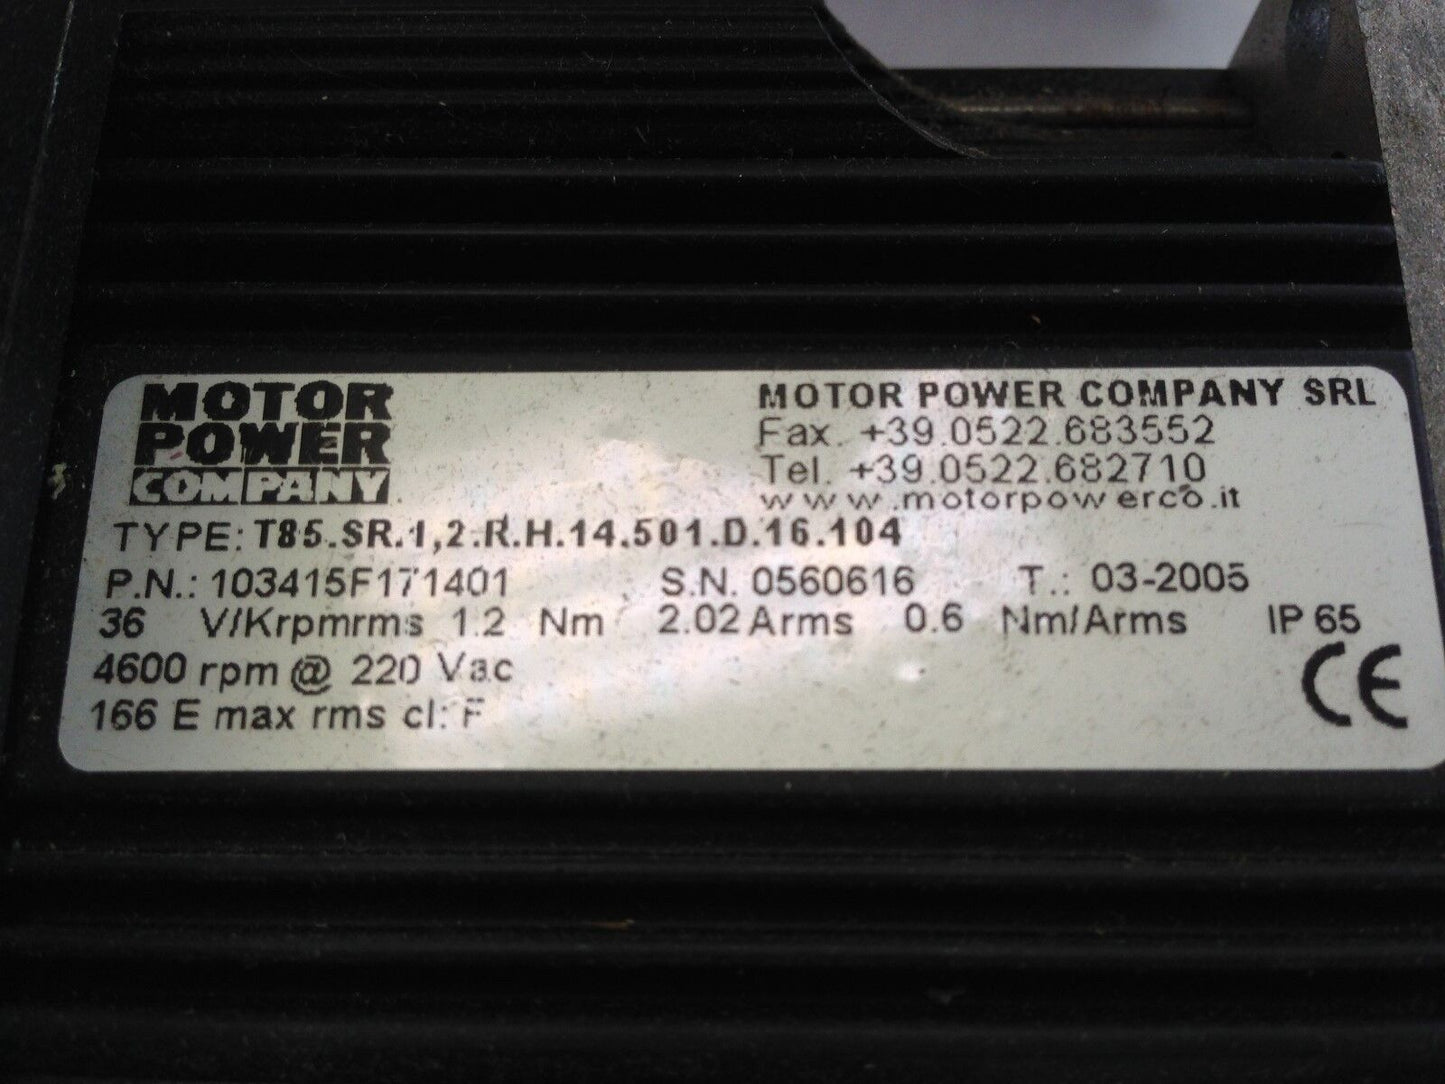 MOTOR
POWER
COMPANY
MOTOR POWER COMPANY SRL
Fax. +39.0522.683552
Tel. +39.0522.682710
www.motorpowerco.it
TYPE: T85.SR.1,2.R.H.14.501.D.16.104
P.N.: 103415F171401 S.N. 0560616 T.: 03-2005
36 V/Krpmrms 1.2 Nm 2.02 Arms 0.6 Nm/Arms IP 65
4600 rpm @ 220 Vac
166 E max rms cl: F
CE